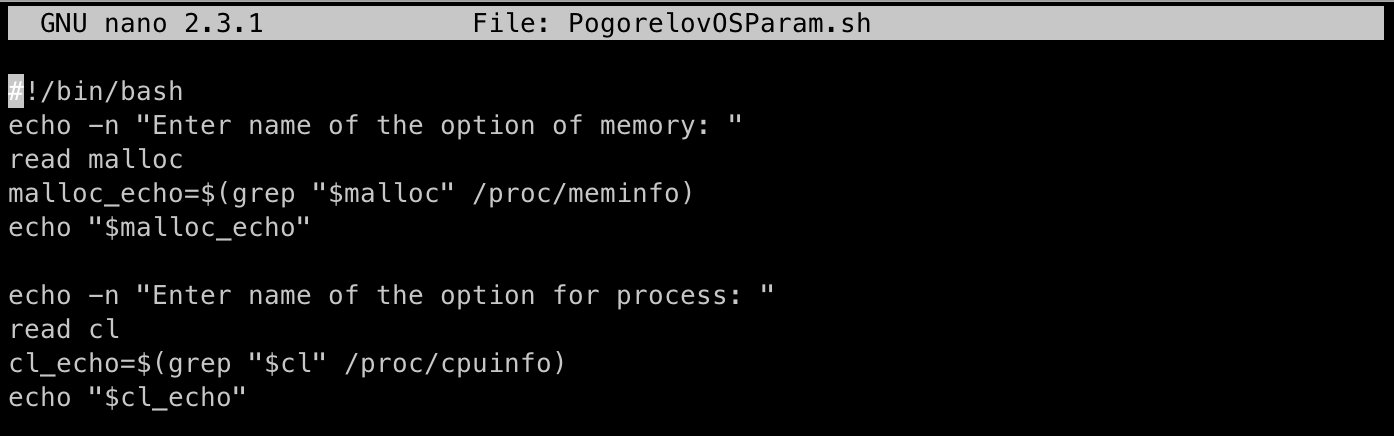 GNU nano 2.3.1 File: PogorelovOSParam.sh
#!/bin/bash
echo -n "Enter name of the option of memory: "
read malloc
malloc_echo=$(grep "$malloc" /proc/meminfo)
echo "$malloc_echo"
echo -n "Enter name of the option for process: "
read cl
cl_echo=$(grep "$cl" /proc/cpuinfo)
echo "$cl_echo"